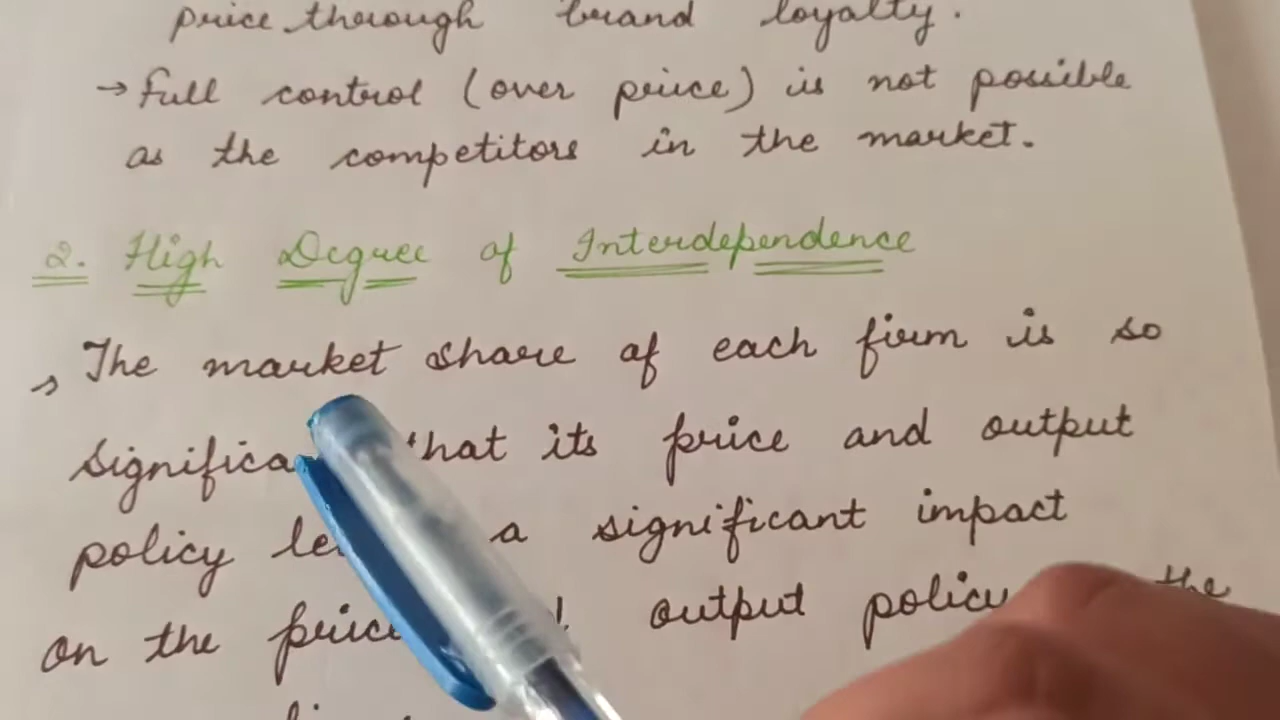 price through brand loyalty.
→ Full control (over price) is not possible
as the competitors in the market.
2. High Degree of Interdependence
→ The market share of each firm is so
that its price and output
policy a significant impact
on the output policy the